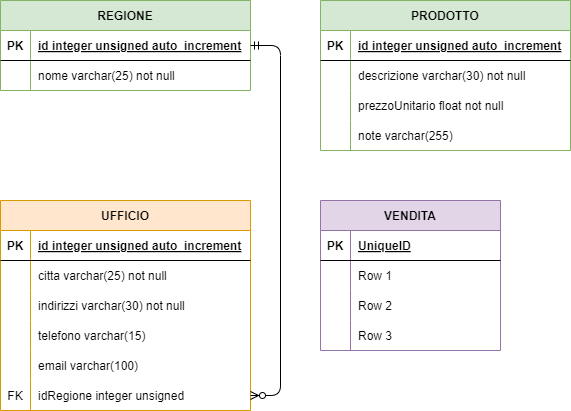 REGIONE
PK id integer unsigned auto_increment
nome varchar(25) not null
PRODOTTO
PK id integer unsigned auto_increment
descrizione varchar(30) not null
prezzoUnitario float not null
note varchar(255)
UFFICIO
PK id integer unsigned auto_increment
citta varchar(25) not null
indirizzi varchar(30) not null
telefono varchar(15)
email varchar(100)
FK idRegione integer unsigned
VENDITA
PK UniqueID
Row 1
Row 2
Row 3